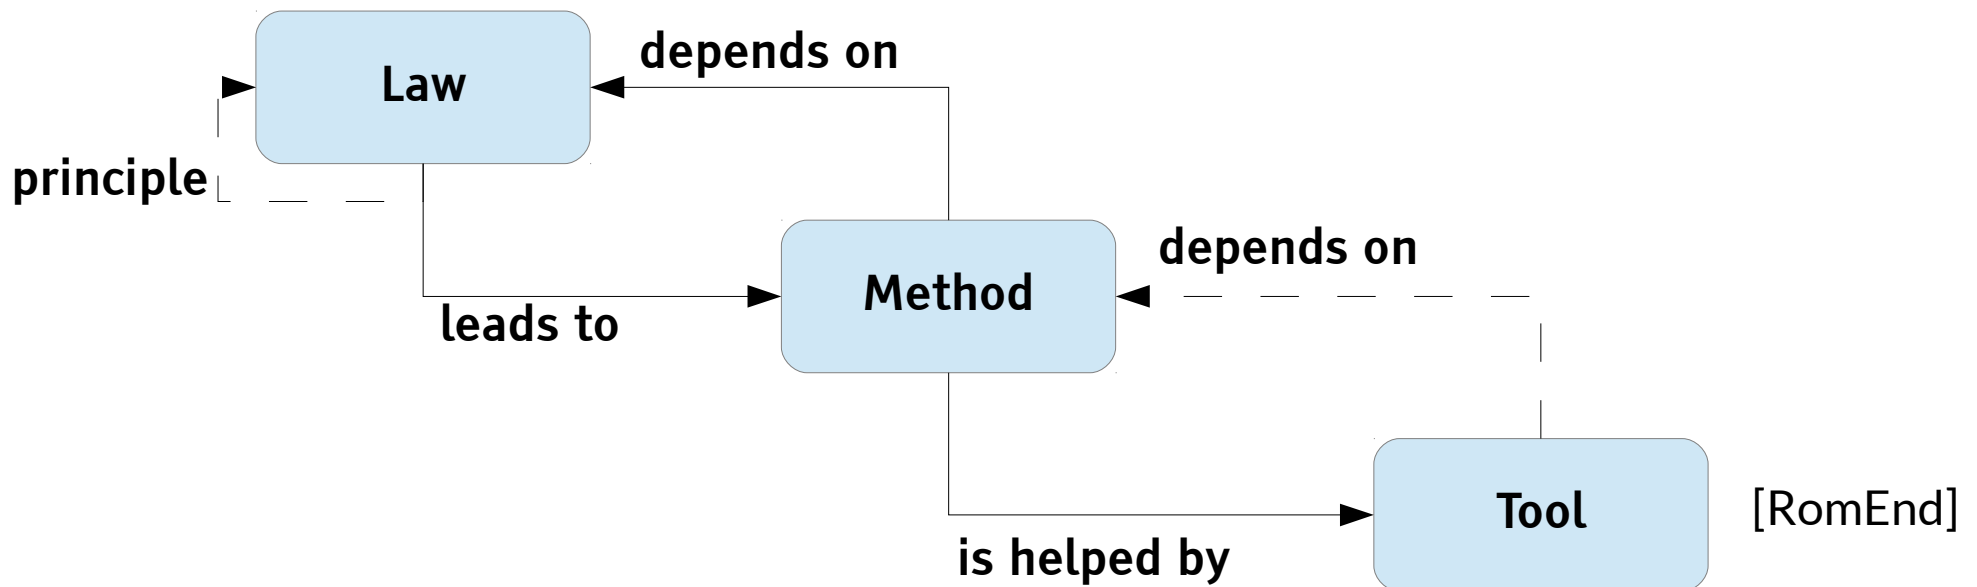 depends on
Law
principle
depends on
Method
leads to
Tool
[RomEnd]
is helped by